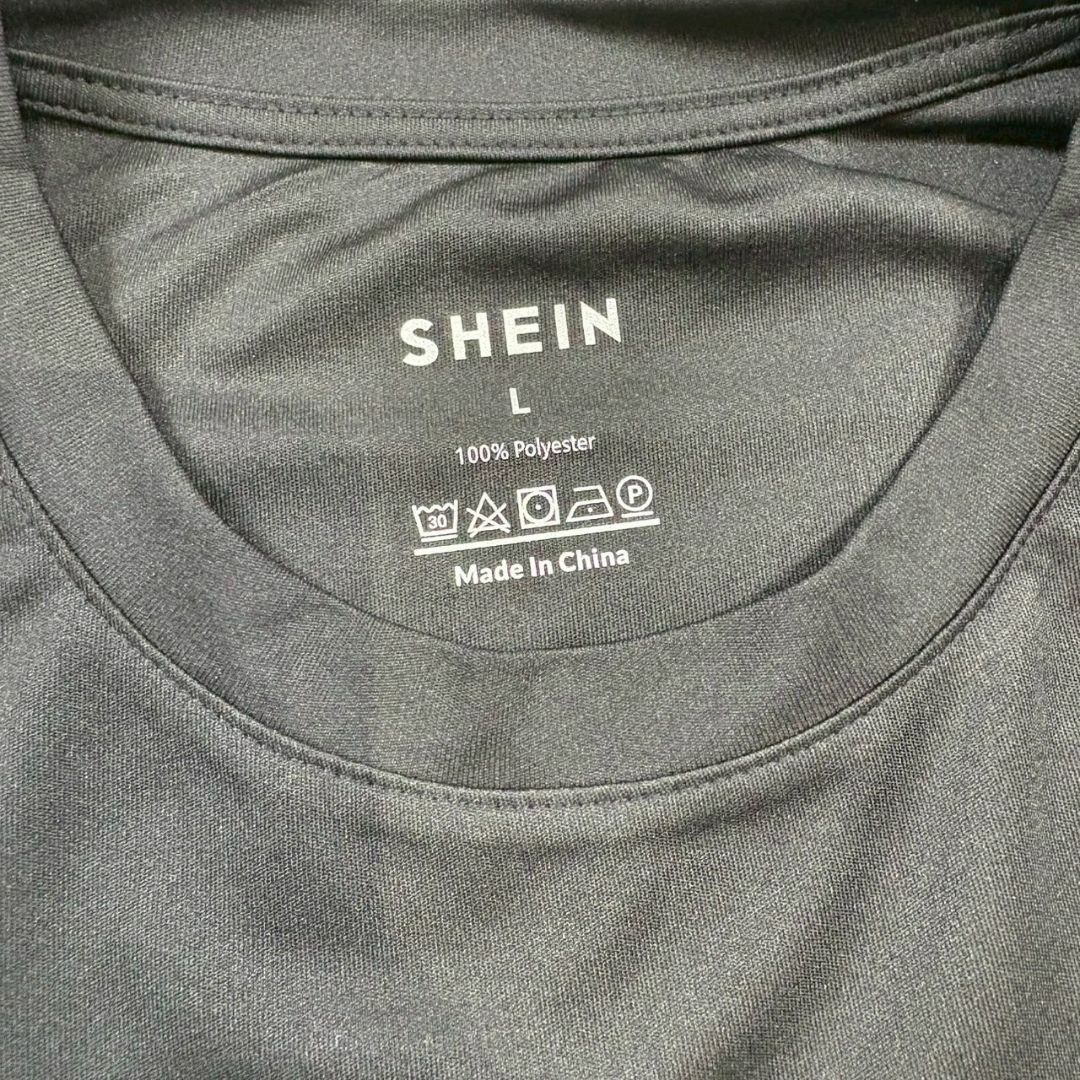 SHEIN
L
100% Polyester
30 P
Made In China